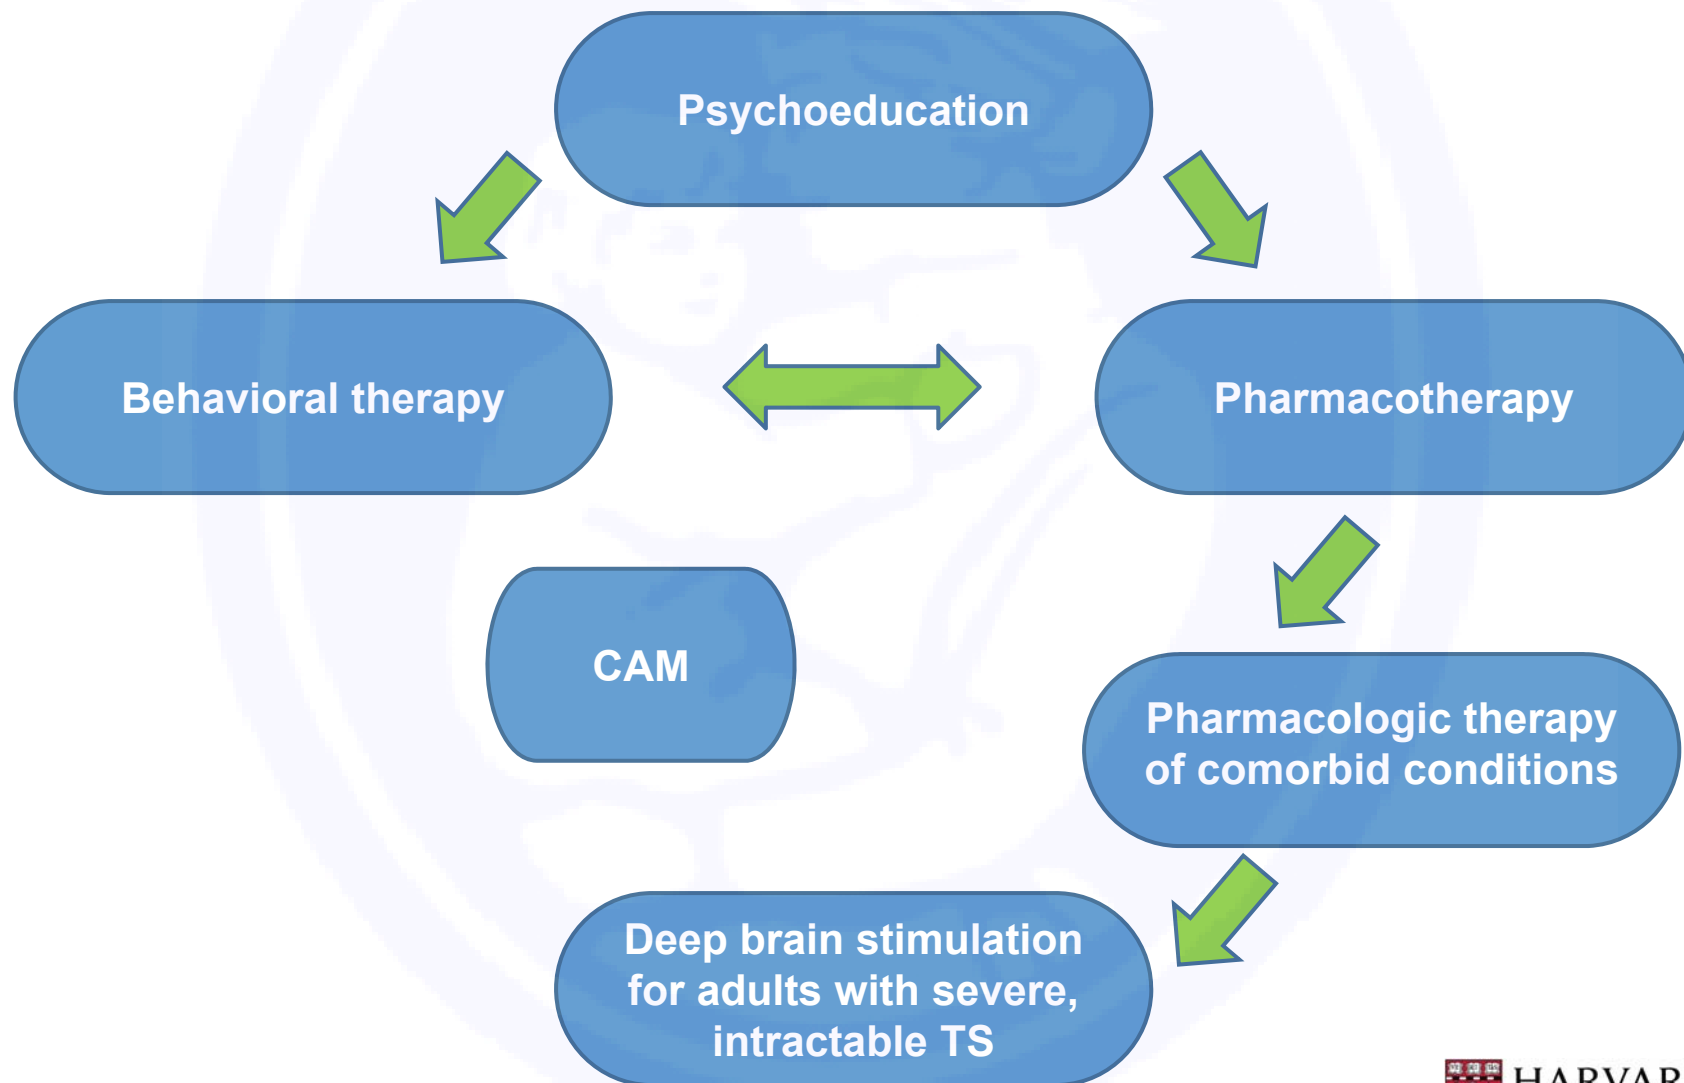 Psychoeducation
Behavioral therapy
Pharmacotherapy
CAM
Pharmacologic therapy
of comorbid conditions
Deep brain stimulation
for adults with severe,
intractable TS
HARVAR